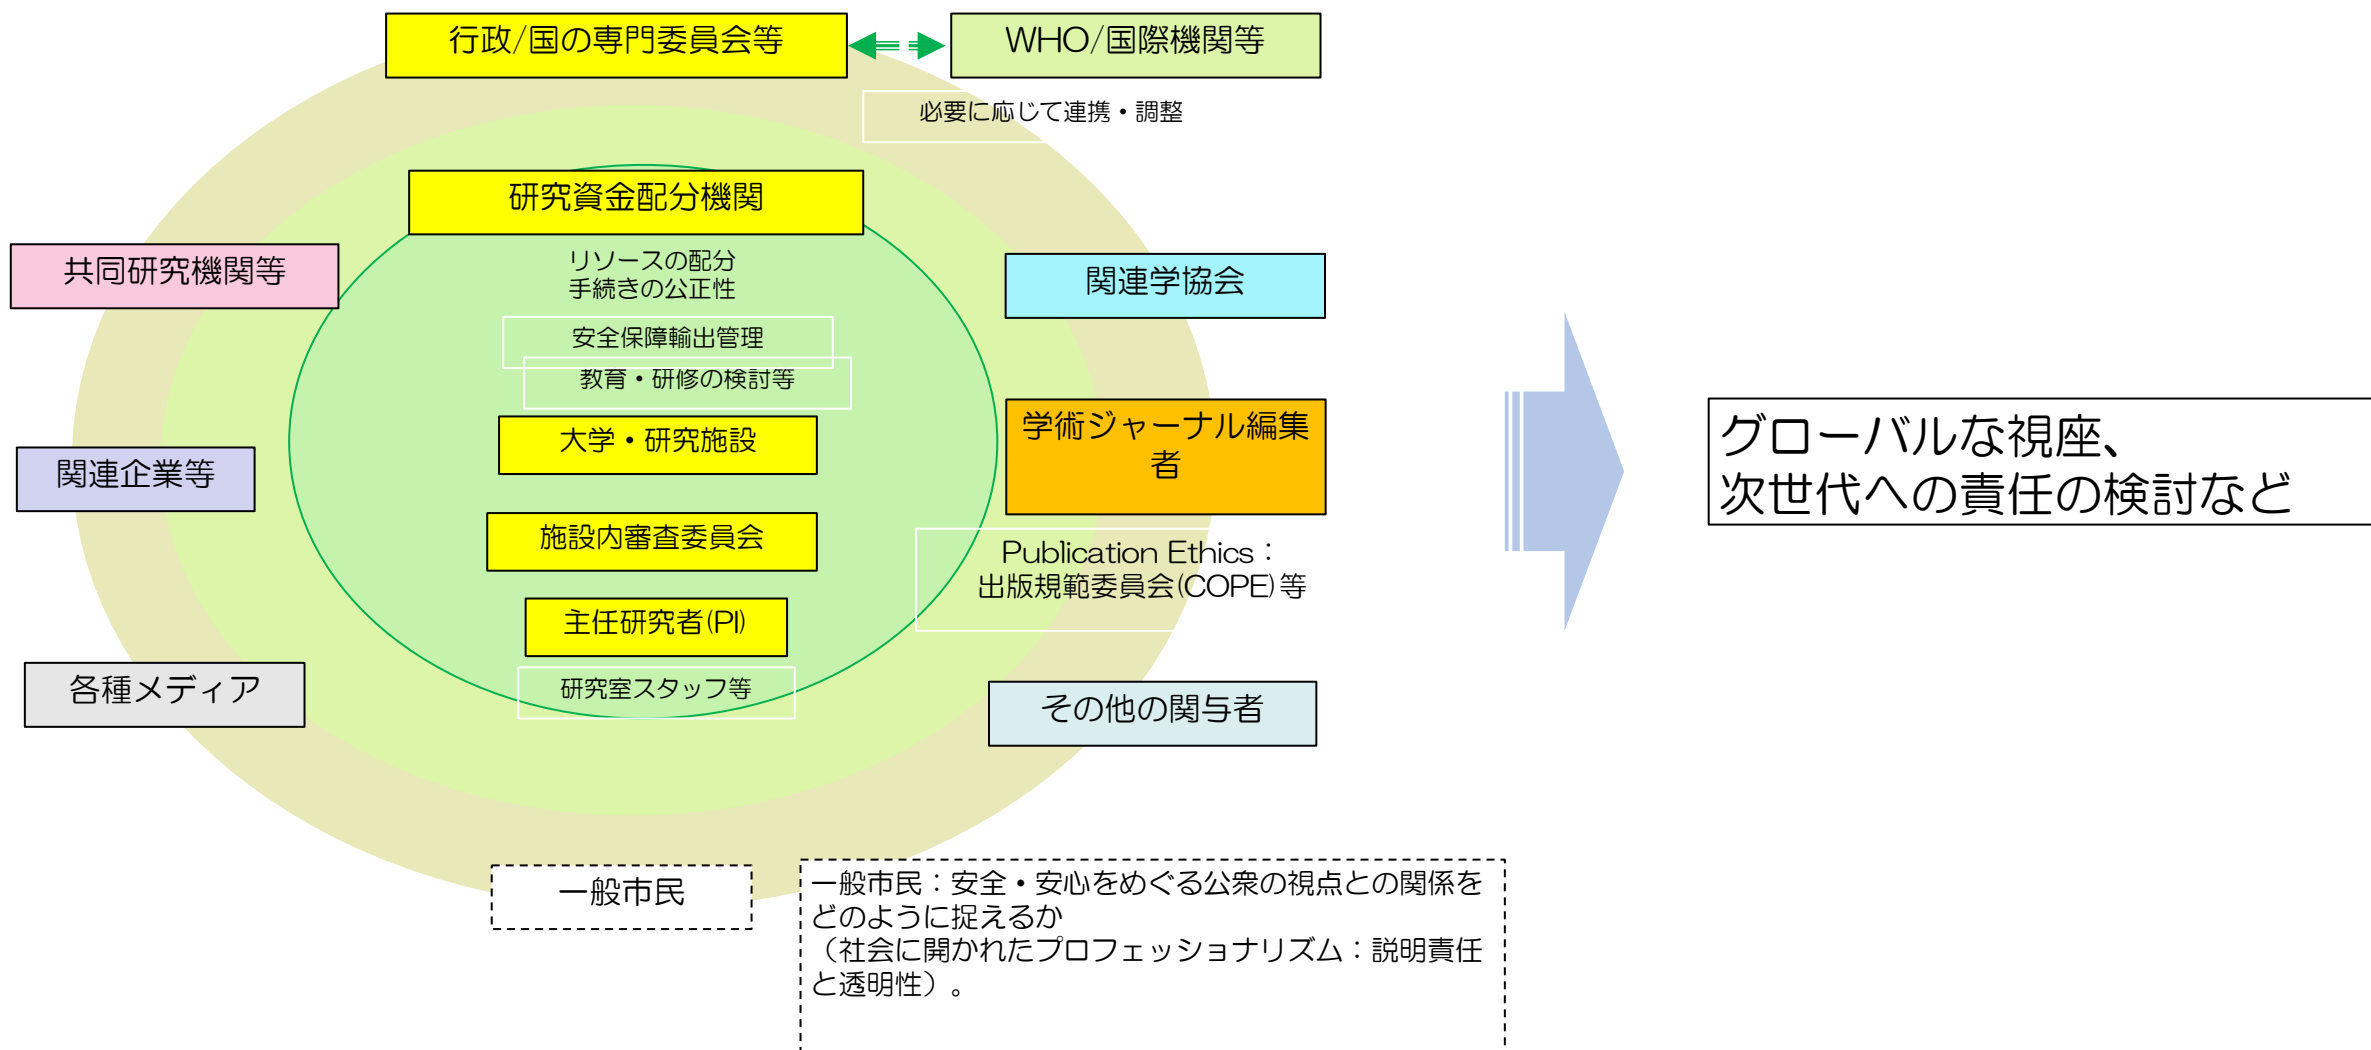 行政/国の専門委員会等
WHO/国際機関等
必要に応じて連携・調整
研究資金配分機関
リソースの配分
手続きの公正性
共同研究機関等
関連学協会
安全保障輸出管理
教育・研修の検討等
大学・研究施設
学術ジャーナル編集
者
グローバルな視座、
次世代への責任の検討など
関連企業等
施設内審査委員会
Publication Ethics：
出版規範委員会(COPE)等
主任研究者(PI)
研究室スタッフ等
各種メディア
その他の関与者
一般市民
一般市民：安全・安心をめぐる公衆の視点との関係を
どのように捉えるか
（社会に開かれたプロフェッショナリズム：説明責任
と透明性）。